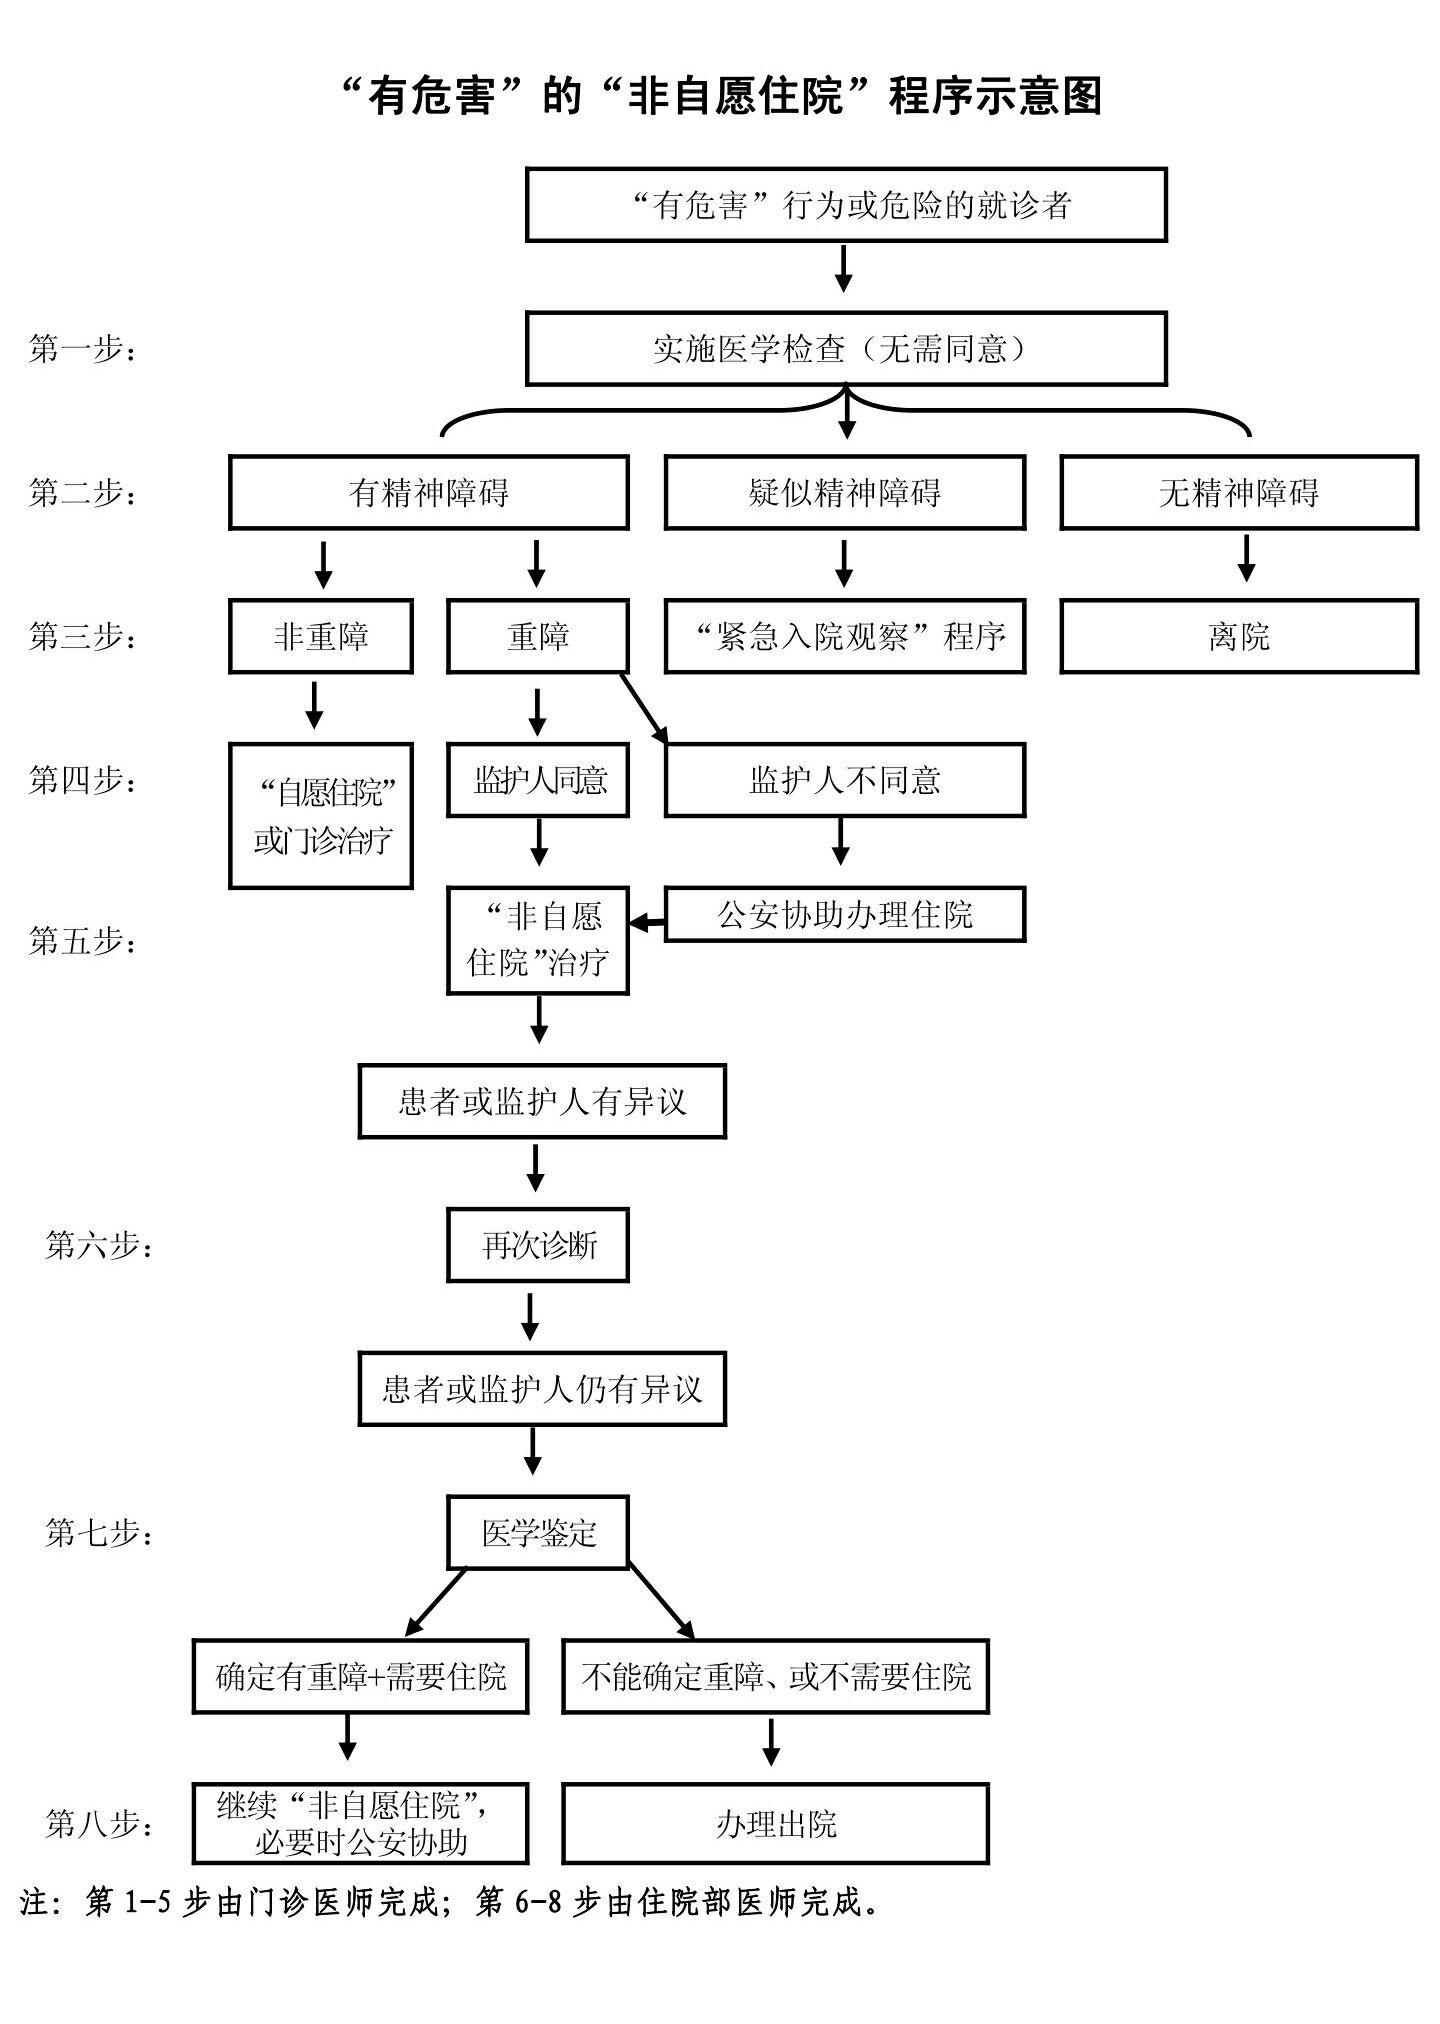 “有危害”的“非自愿住院”程序示意图
“有危害”行为或危险的就诊者
第一步：
实施医学检查（无需同意）
第二步：
有精神障碍
疑似精神障碍
无精神障碍
第三步：
非重障
重障
“紧急入院观察”程序
离院
第四步：
“自愿住院”
或门诊治疗
监护人同意
监护人不同意
第五步：
“非自愿
住院”治疗
公安协助办理住院
患者或监护人有异议
第六步：
再次诊断
患者或监护人仍有异议
第七步：
医学鉴定
确定有重障+需要住院
不能确定重障、或不需要住院
第八步：
继续“非自愿住院”，
必要时公安协助
办理出院
注：第 1-5 步由门诊医师完成；第 6-8 步由住院部医师完成。